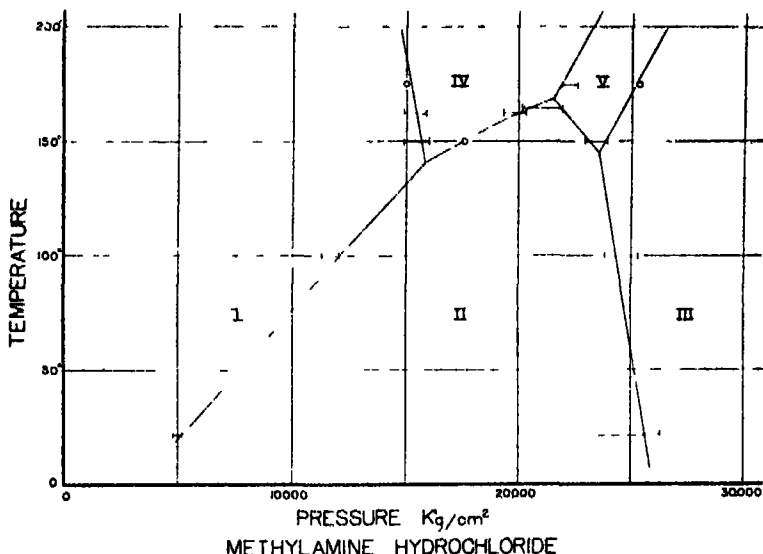 200°
IV
V
150°
TEMPERATURE
100°
I
II
III
50°
0
0
10000
20000
30000
PRESSURE Kg/cm²
METHYLAMINE HYDROCHLORIDE